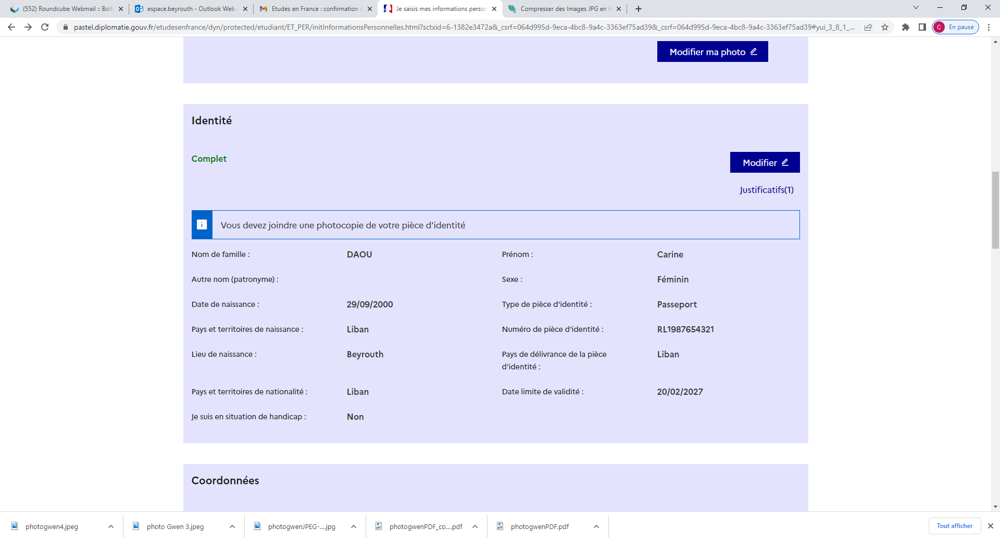 (552) Roundcube Webmail :: Boît
espace.beyrouth - Outlook Web
Etudes en France : confirmation
Je saisis mes informations person
Compresser des Images JPG en li
pastel.diplomatie.gouv.fr/etudesenfrance/dyn/protected/etudiant/ET_PER/initInformationsPersonnelles.html?sctxid=6-1382e3472a&_csrf=064d995d-9eca-4bc8-9a4c-3363ef75ad39&_csrf=064d995d-9eca-4bc8-9a4c-3363ef75ad39#yui_3_8_1_...
C En pause
Modifier ma photo
Identité
Complet
Modifier
Justificatifs(1)
Vous devez joindre une photocopie de votre pièce d'identité
Nom de famille : DAOU Prénom : Carine
Autre nom (patronyme) : Sexe : Féminin
Date de naissance : 29/09/2000 Type de pièce d'identité : Passeport
Pays et territoires de naissance : Liban Numéro de pièce d'identité : RL1987654321
Lieu de naissance : Beyrouth Pays de délivrance de la pièce Liban
d'identité :
Pays et territoires de nationalité : Liban Date limite de validité : 20/02/2027
Je suis en situation de handicap : Non
Coordonnées
photogwen4.jpeg
photo Gwen 3.jpeg
photogwenJPEG-....jpg
photogwenPDF_co....pdf
photogwenPDF.pdf
Tout afficher